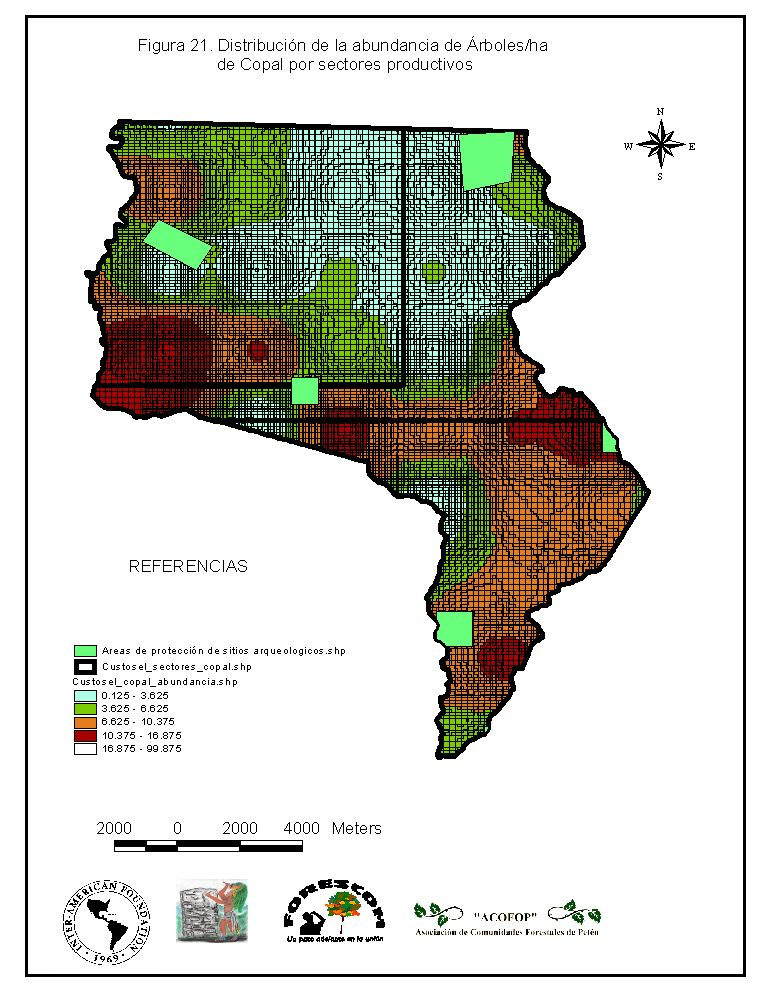 Figura 21. Distribución de la abundancia de Árboles/ha
de Copal por sectores productivos
N
W E
S
REFERENCIAS
Areas de protección de sitios arqueologicos.shp
Custosel_sectores_copal.shp
Custosel_copal_abundancia.shp
0.125 - 3.625
3.625 - 6.625
6.625 - 10.375
10.375 - 16.875
16.875 - 99.875
2000 0 2000 4000 Meters
INTER-AMERICAN FOUNDATION
• 1969 •
FORESCOM
Un paso adelante en la unión
"ACOFOP"
Asociación de Comunidades Forestales de Petén